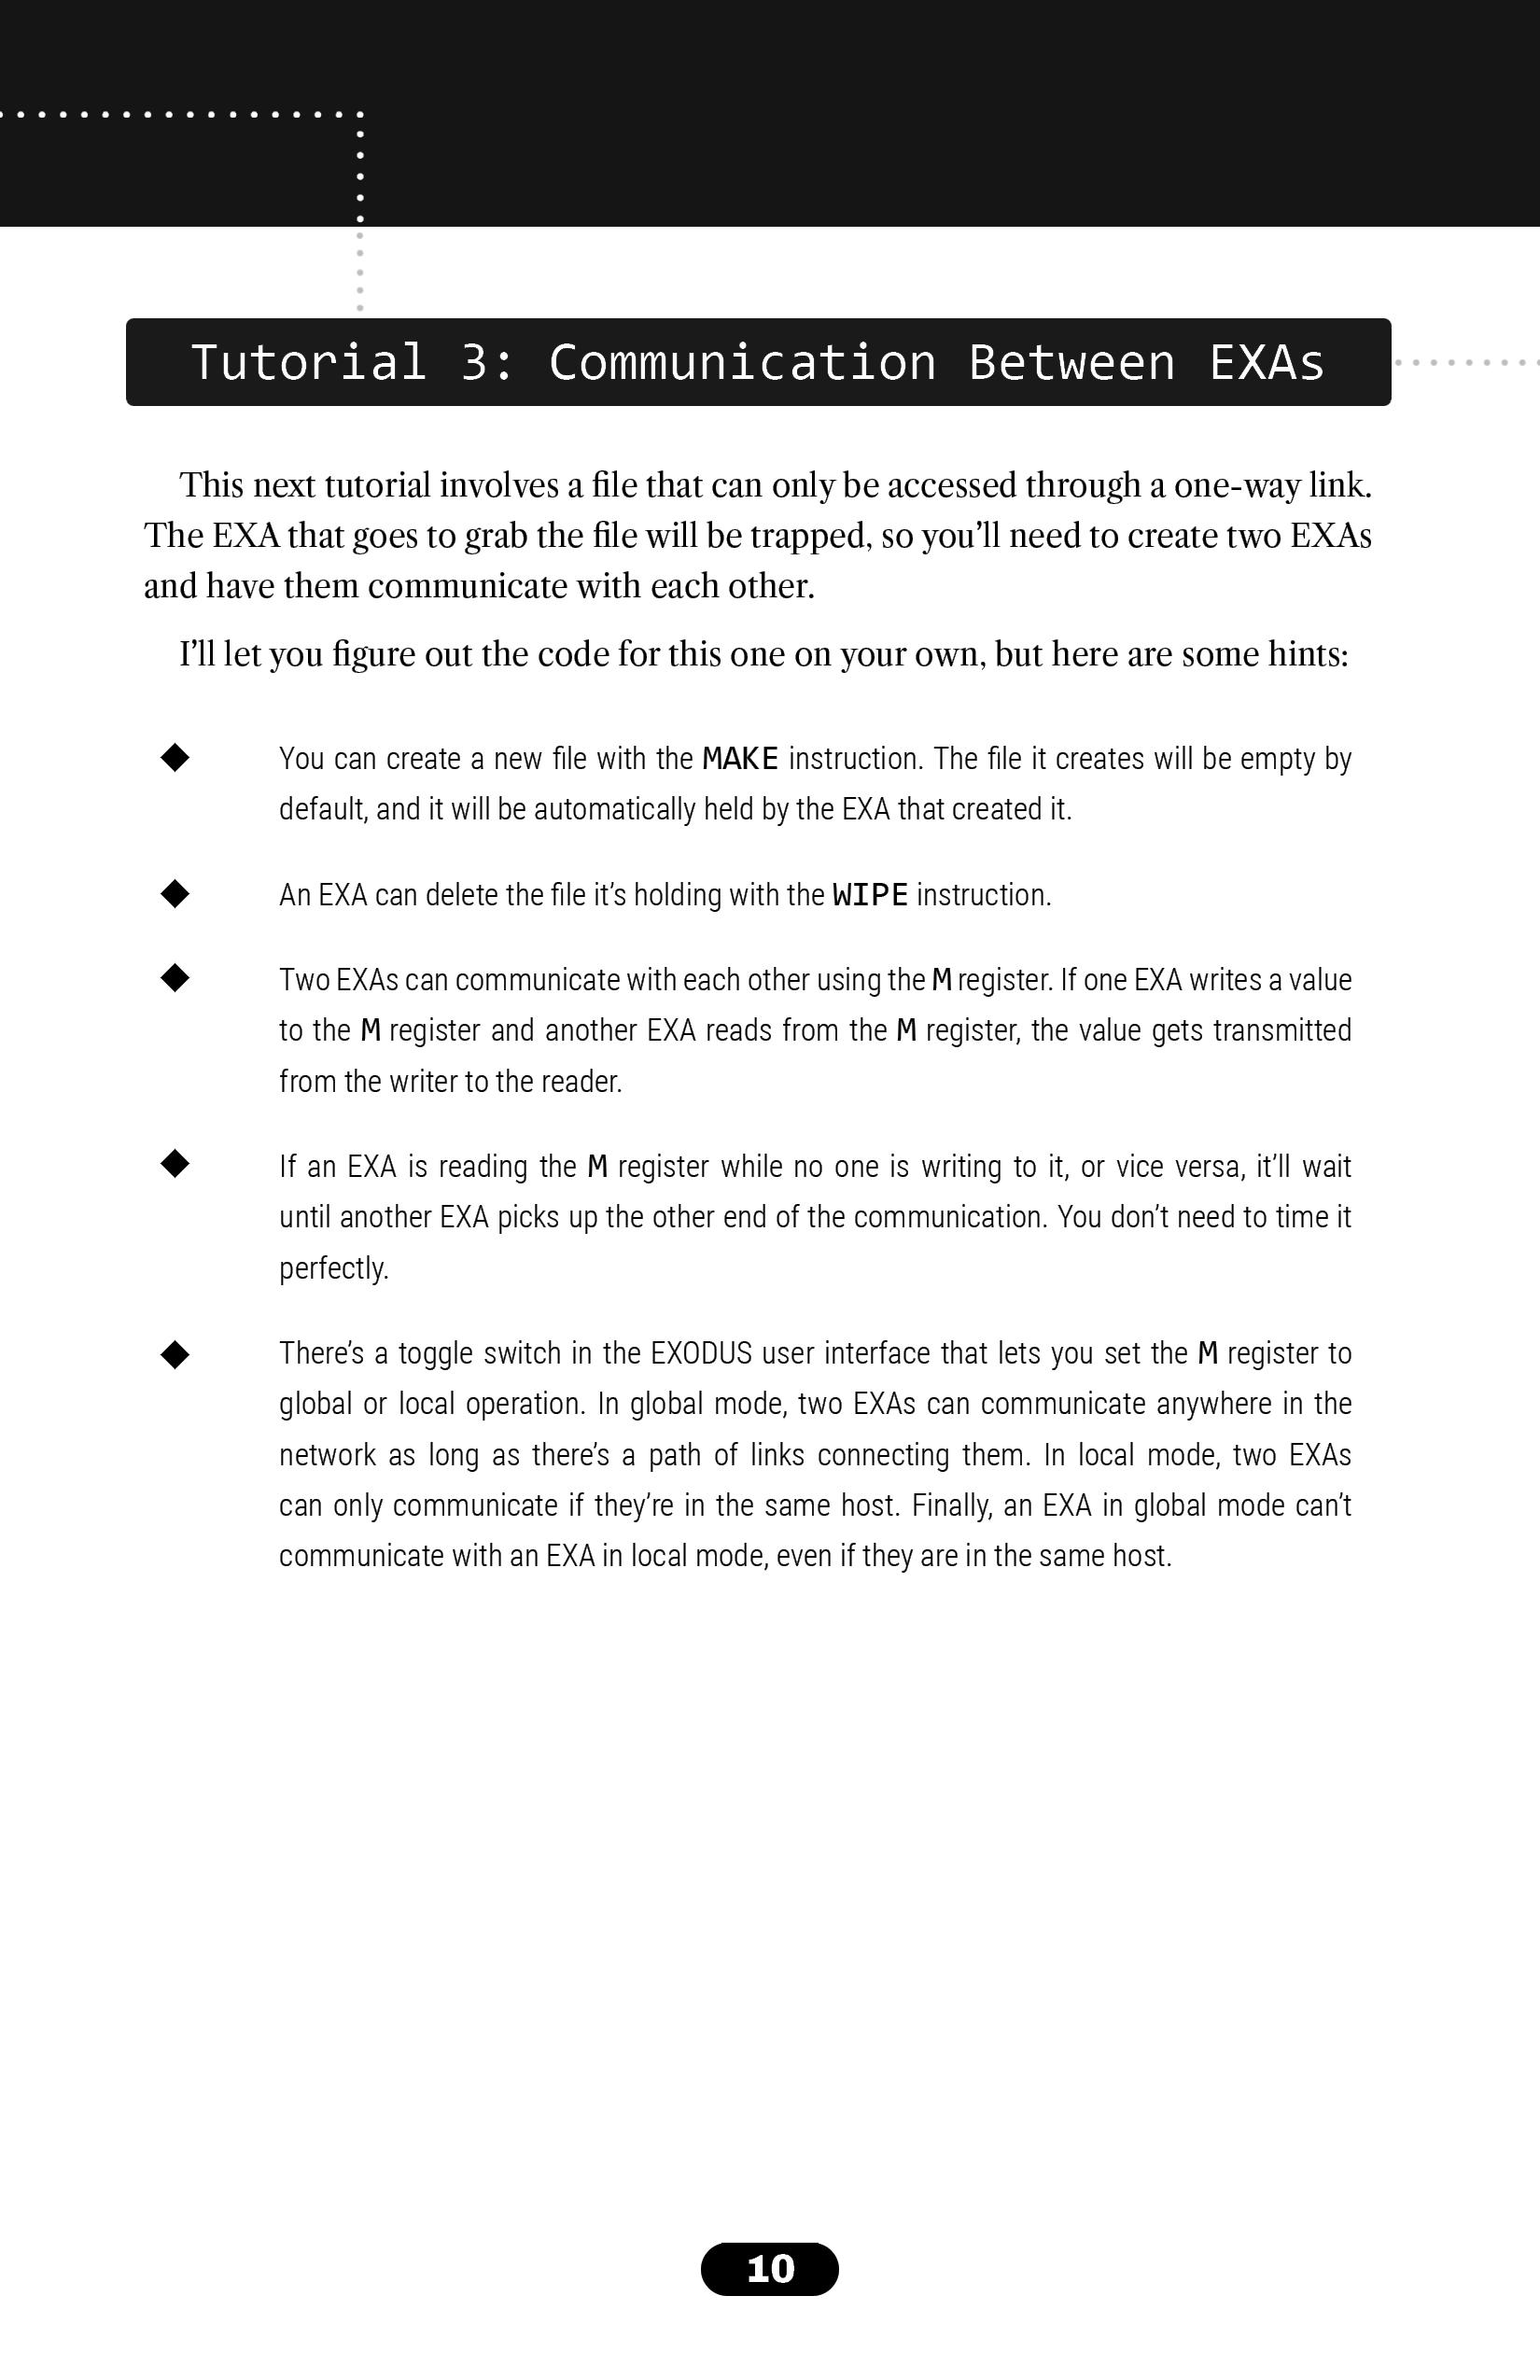 Tutorial 3: Communication Between EXAs
This next tutorial involves a file that can only be accessed through a one-way link.
The EXA that goes to grab the file will be trapped, so you’ll need to create two EXAs
and have them communicate with each other.
I’ll let you figure out the code for this one on your own, but here are some hints:
◆ You can create a new file with the MAKE instruction. The file it creates will be empty by
default, and it will be automatically held by the EXA that created it.
◆ An EXA can delete the file it’s holding with the WIPE instruction.
◆ Two EXAs can communicate with each other using the M register. If one EXA writes a value
to the M register and another EXA reads from the M register, the value gets transmitted
from the writer to the reader.
◆ If an EXA is reading the M register while no one is writing to it, or vice versa, it’ll wait
until another EXA picks up the other end of the communication. You don’t need to time it
perfectly.
◆ There’s a toggle switch in the EXODUS user interface that lets you set the M register to
global or local operation. In global mode, two EXAs can communicate anywhere in the
network as long as there’s a path of links connecting them. In local mode, two EXAs
can only communicate if they’re in the same host. Finally, an EXA in global mode can’t
communicate with an EXA in local mode, even if they are in the same host.
10